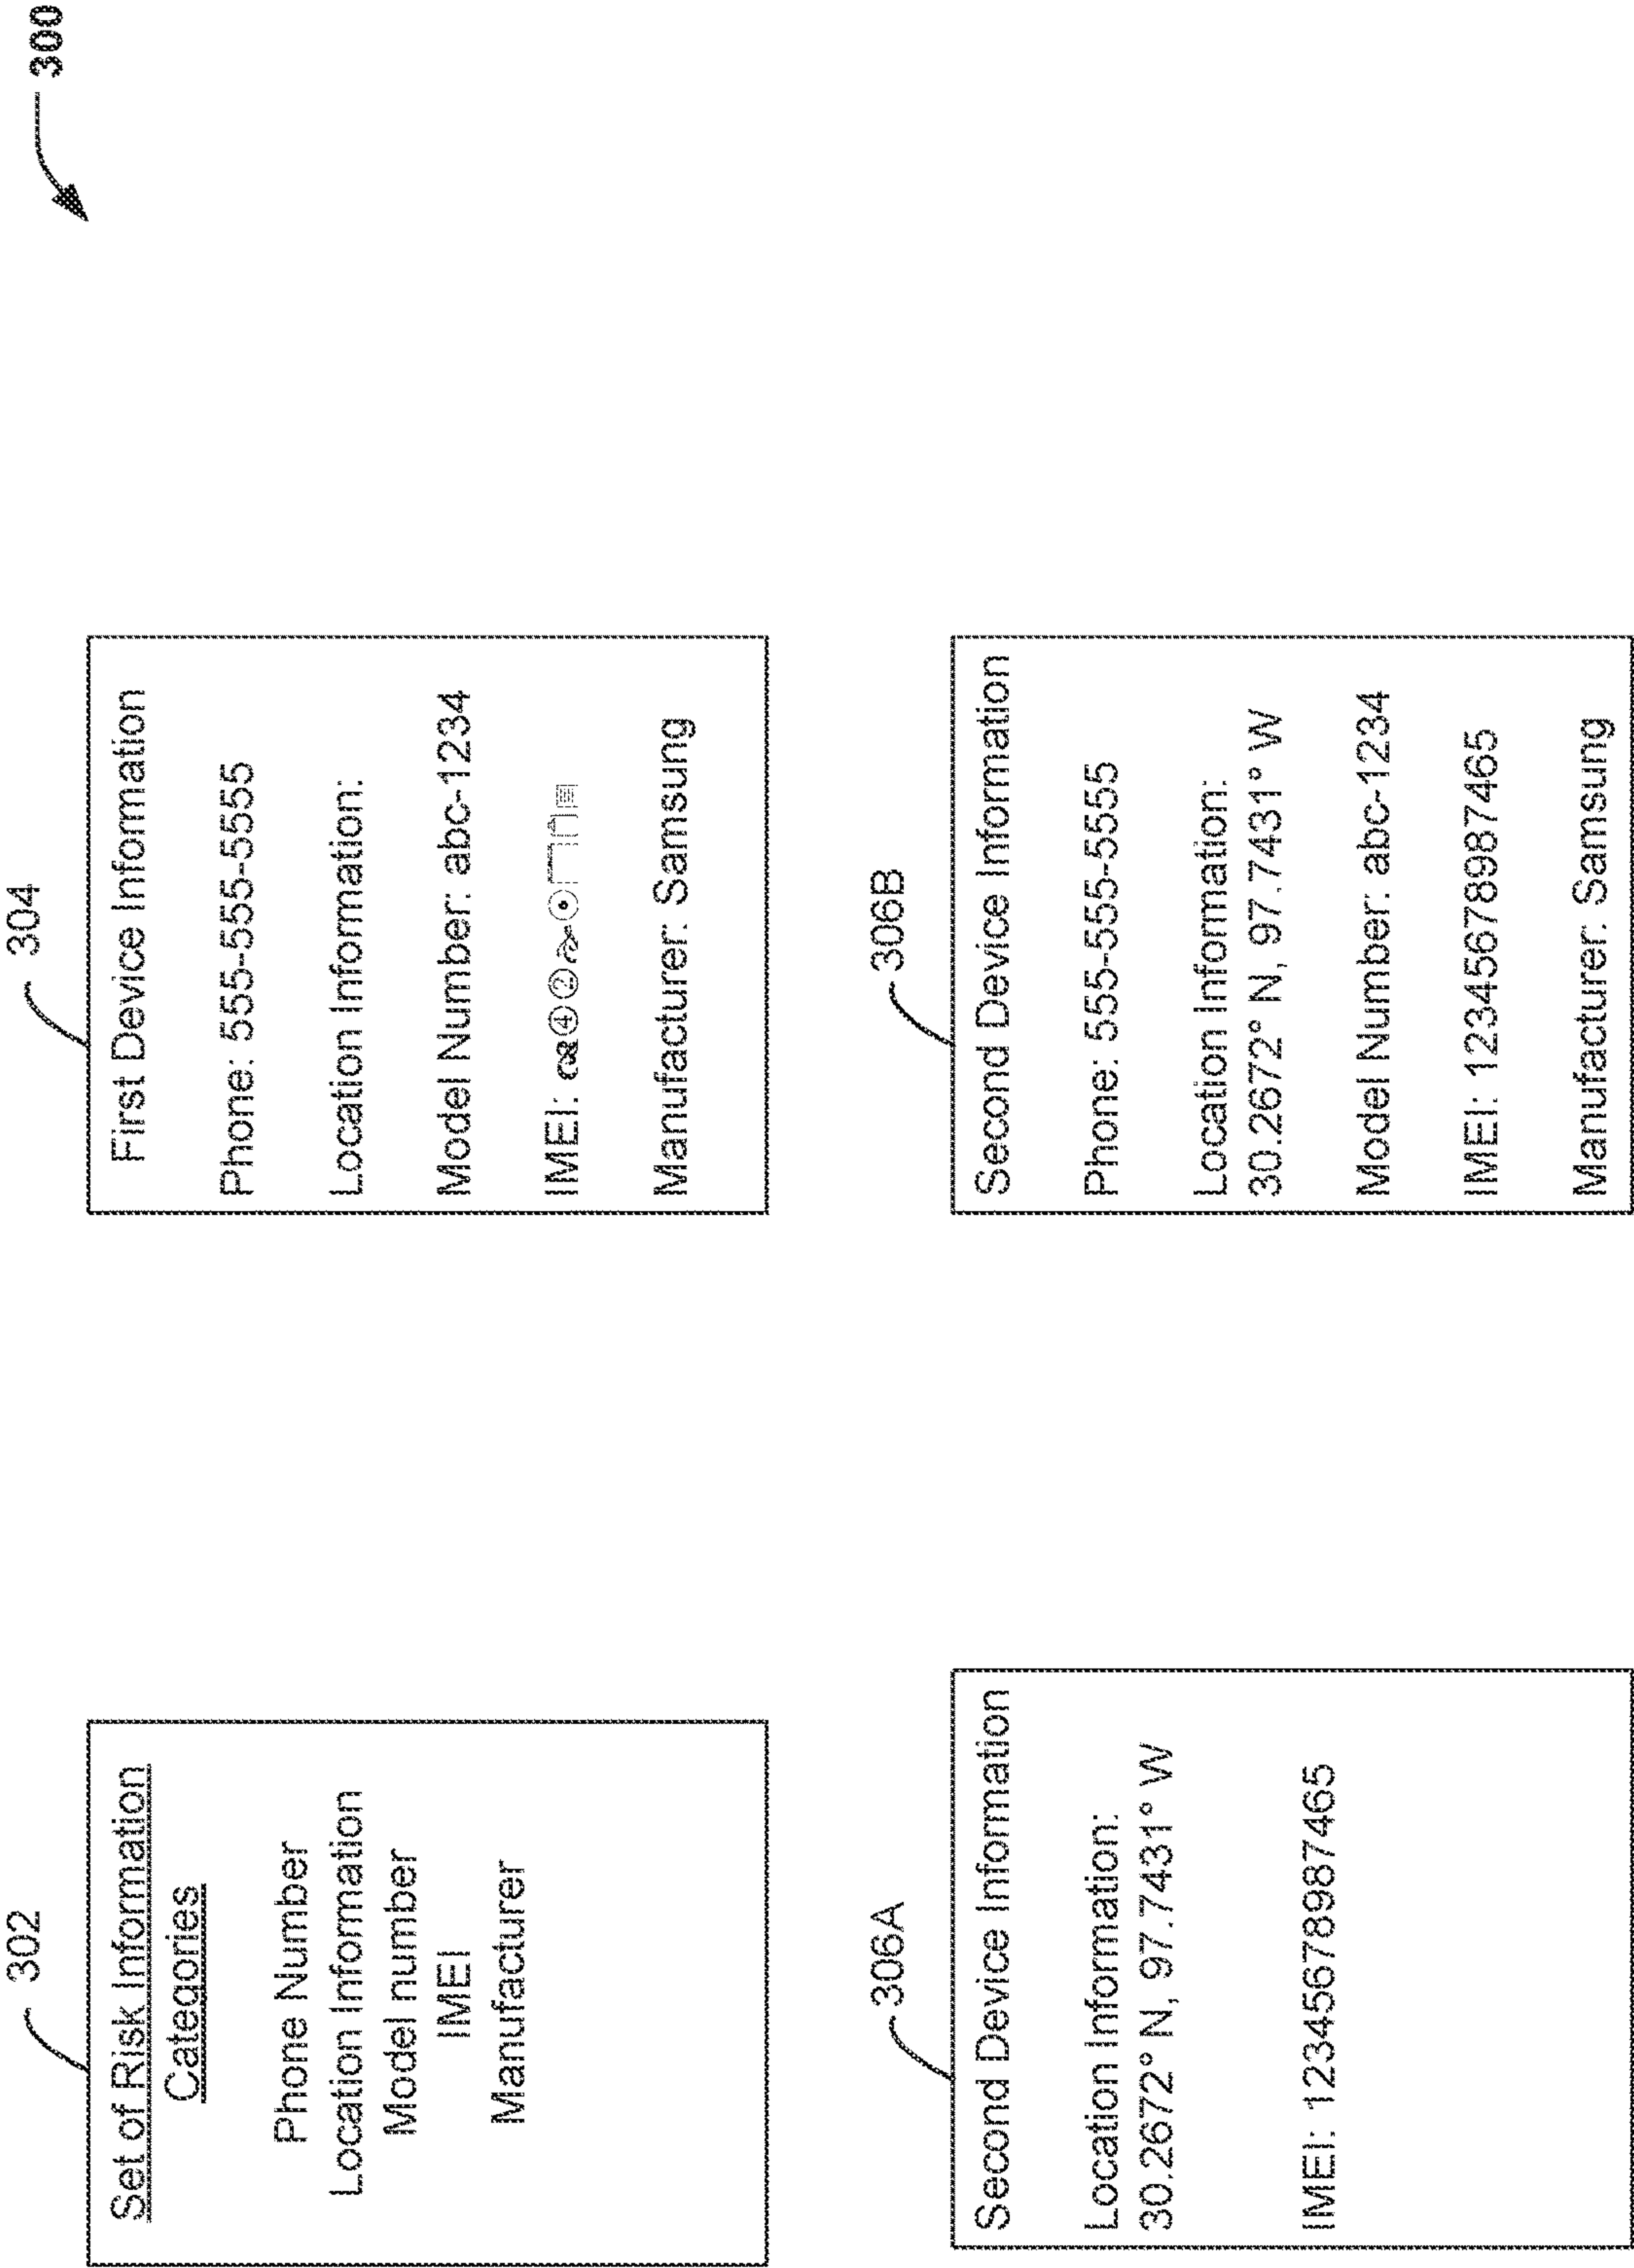 300
302
Set of Risk Information
Categories
Phone Number
Location Information
Model number
IMEI
Manufacturer
304
First Device Information
Phone: 555-555-5555
Location Information:
Model Number: abc-1234
IMEI:
Manufacturer: Samsung
306A
Second Device Information
Location Information:
30.2672° N, 97.7431° W
IMEI: 12345678987465
306B
Second Device Information
Phone: 555-555-5555
Location Information:
30.2672° N, 97.7431° W
Model Number: abc-1234
IMEI: 12345678987465
Manufacturer: Samsung